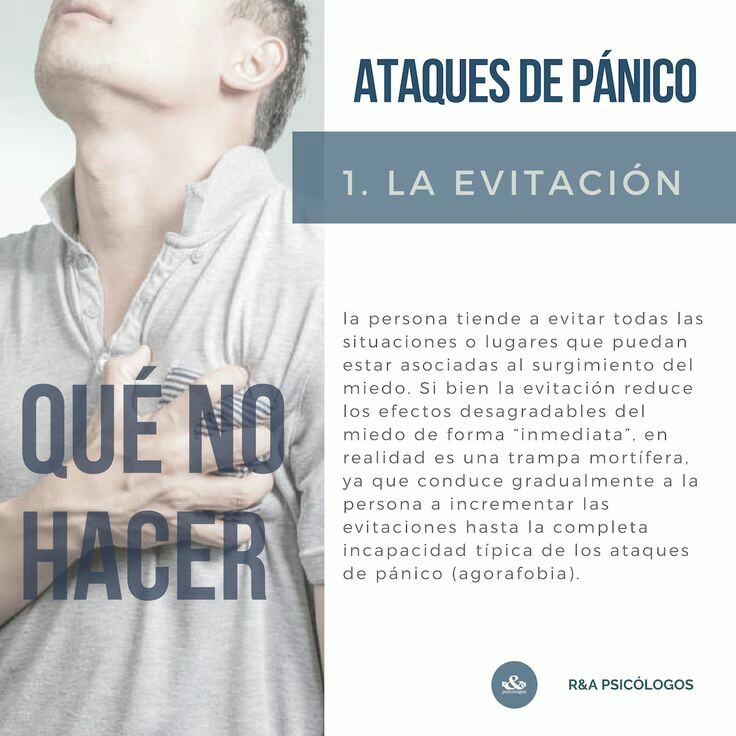 ATAQUES DE PÁNICO
1. LA EVITACIÓN
la persona tiende a evitar todas las
situaciones o lugares que puedan
estar asociadas al surgimiento del
miedo. Si bien la evitación reduce
los efectos desagradables del
miedo de forma “inmediata”, en
realidad es una trampa mortífera,
ya que conduce gradualmente a la
persona a incrementar las
evitaciones hasta la completa
incapacidad típica de los ataques
de pánico (agorafobia).
QUÉ NO
HACER
psicólogos
R&A PSICÓLOGOS